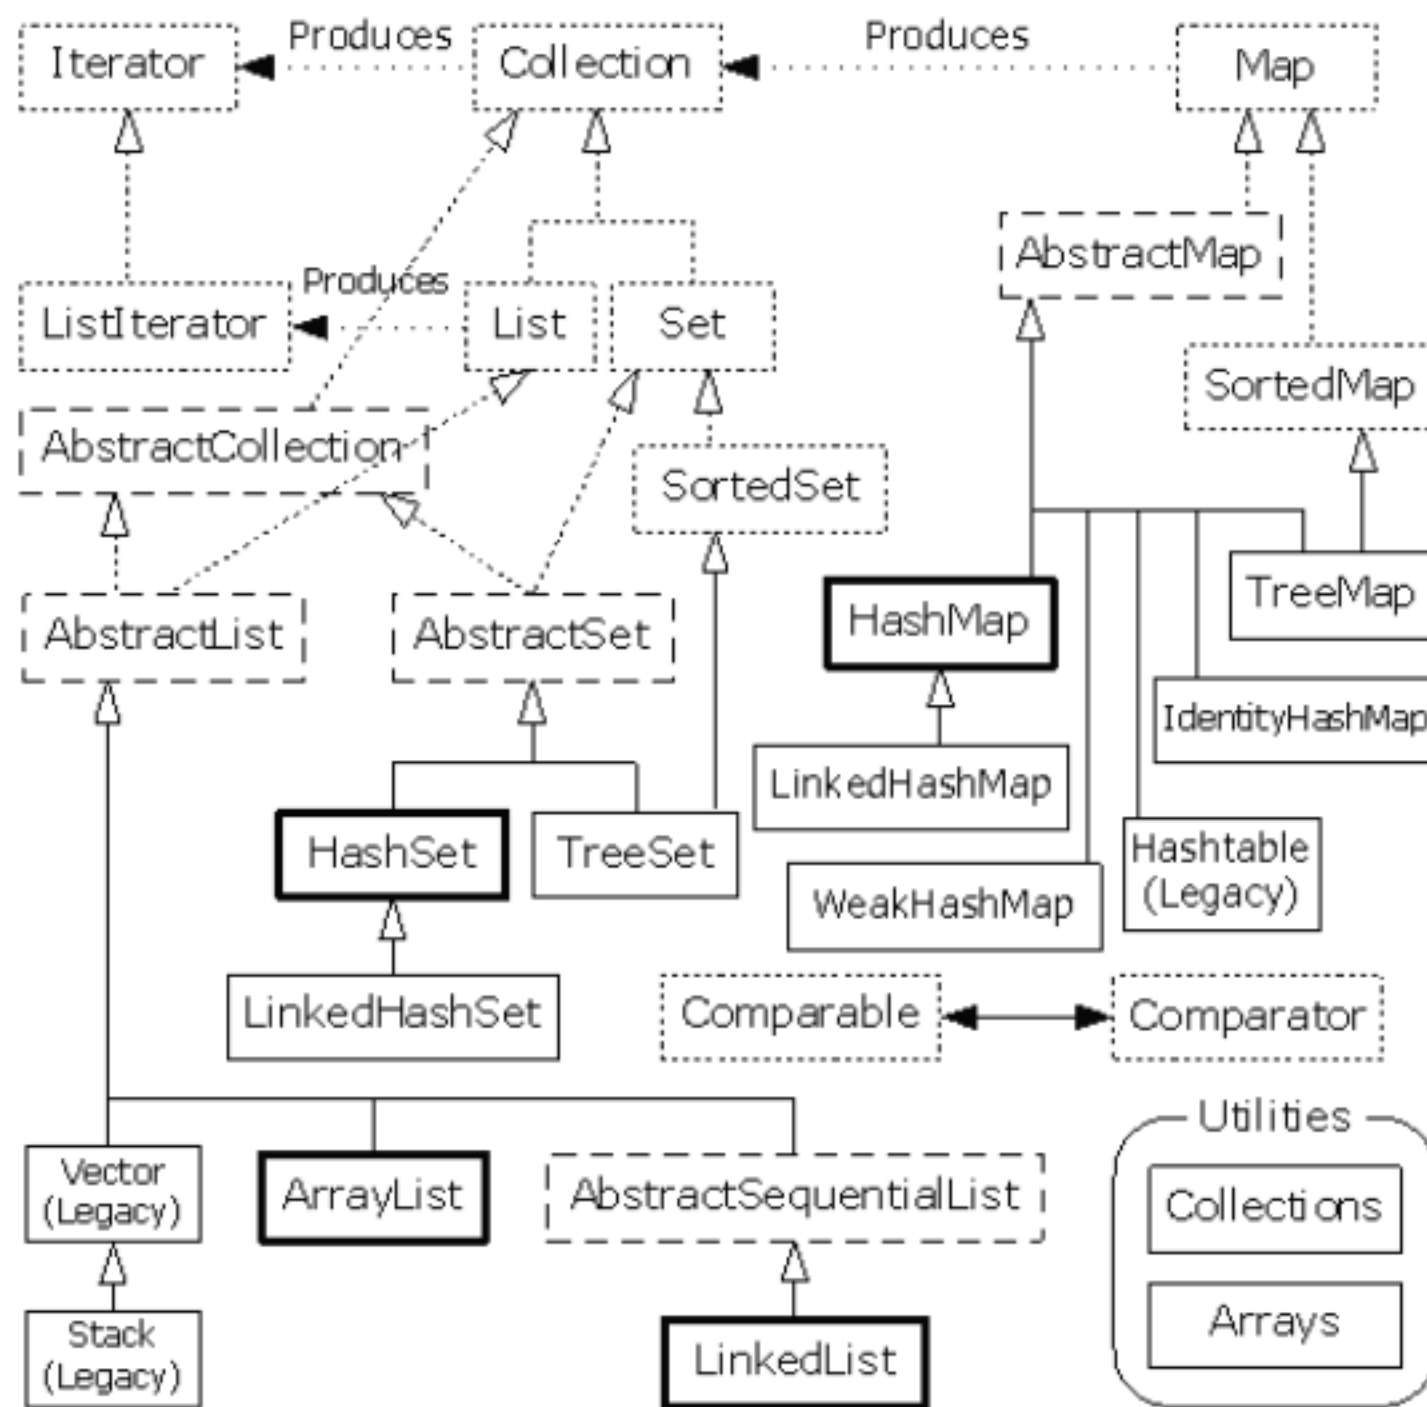 Produces
Produces
Iterator
Collection
Map
AbstractMap
Produces
ListIterator
List
Set
SortedMap
AbstractCollection
SortedSet
TreeMap
HashMap
AbstractList
AbstractSet
IdentityHashMap
LinkedHashMap
HashSet
TreeSet
Hashtable
(Legacy)
WeakHashMap
LinkedHashSet
Comparable
Comparator
Utilities
Vector
(Legacy)
ArrayList
AbstractSequentialList
Collections
Stack
(Legacy)
LinkedList
Arrays